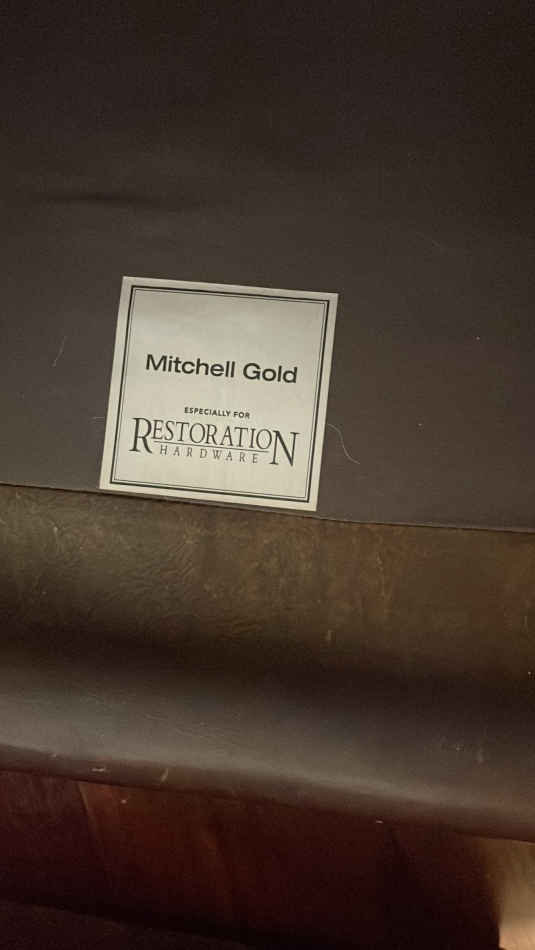 Mitchell Gold
ESPECIALLY FOR
RESTORATION
HARDWARE